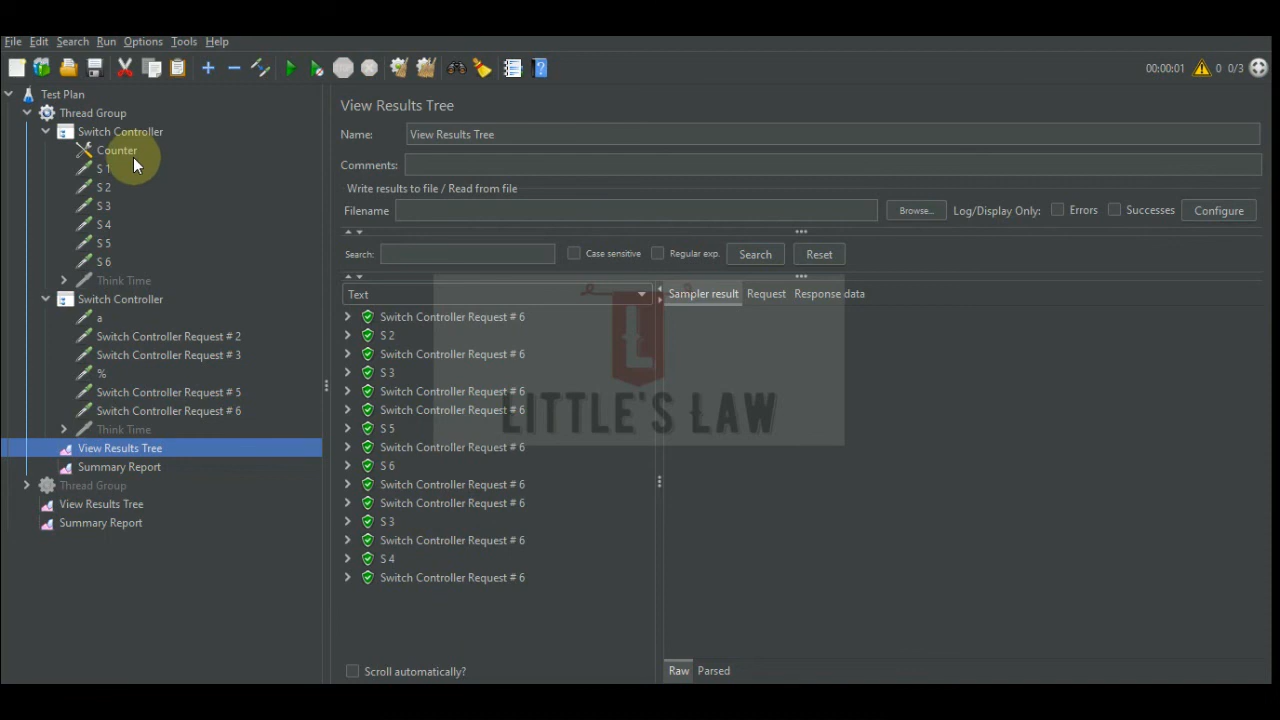 File Edit Search Run Options Tools Help
00:00:01 0 0/3
Test Plan
Thread Group
Switch Controller
Counter
S 1
S 2
S 3
S 4
S 5
S 6
Think Time
Switch Controller
a
Switch Controller Request # 2
Switch Controller Request # 3
%
Switch Controller Request # 5
Switch Controller Request # 6
Think Time
View Results Tree
Summary Report
Thread Group
View Results Tree
Summary Report
View Results Tree
Name: View Results Tree
Comments:
Write results to file / Read from file
Filename Browse... Log/Display Only: Errors Successes Configure
Search: Case sensitive Regular exp. Search Reset
Text
Switch Controller Request # 6
S 2
Switch Controller Request # 6
S 3
Switch Controller Request # 6
Switch Controller Request # 6
S 5
Switch Controller Request # 6
S 6
Switch Controller Request # 6
Switch Controller Request # 6
S 3
Switch Controller Request # 6
S 4
Switch Controller Request # 6
Scroll automatically?
Sampler result Request Response data
L
LITTLE'S LAW
Raw Parsed